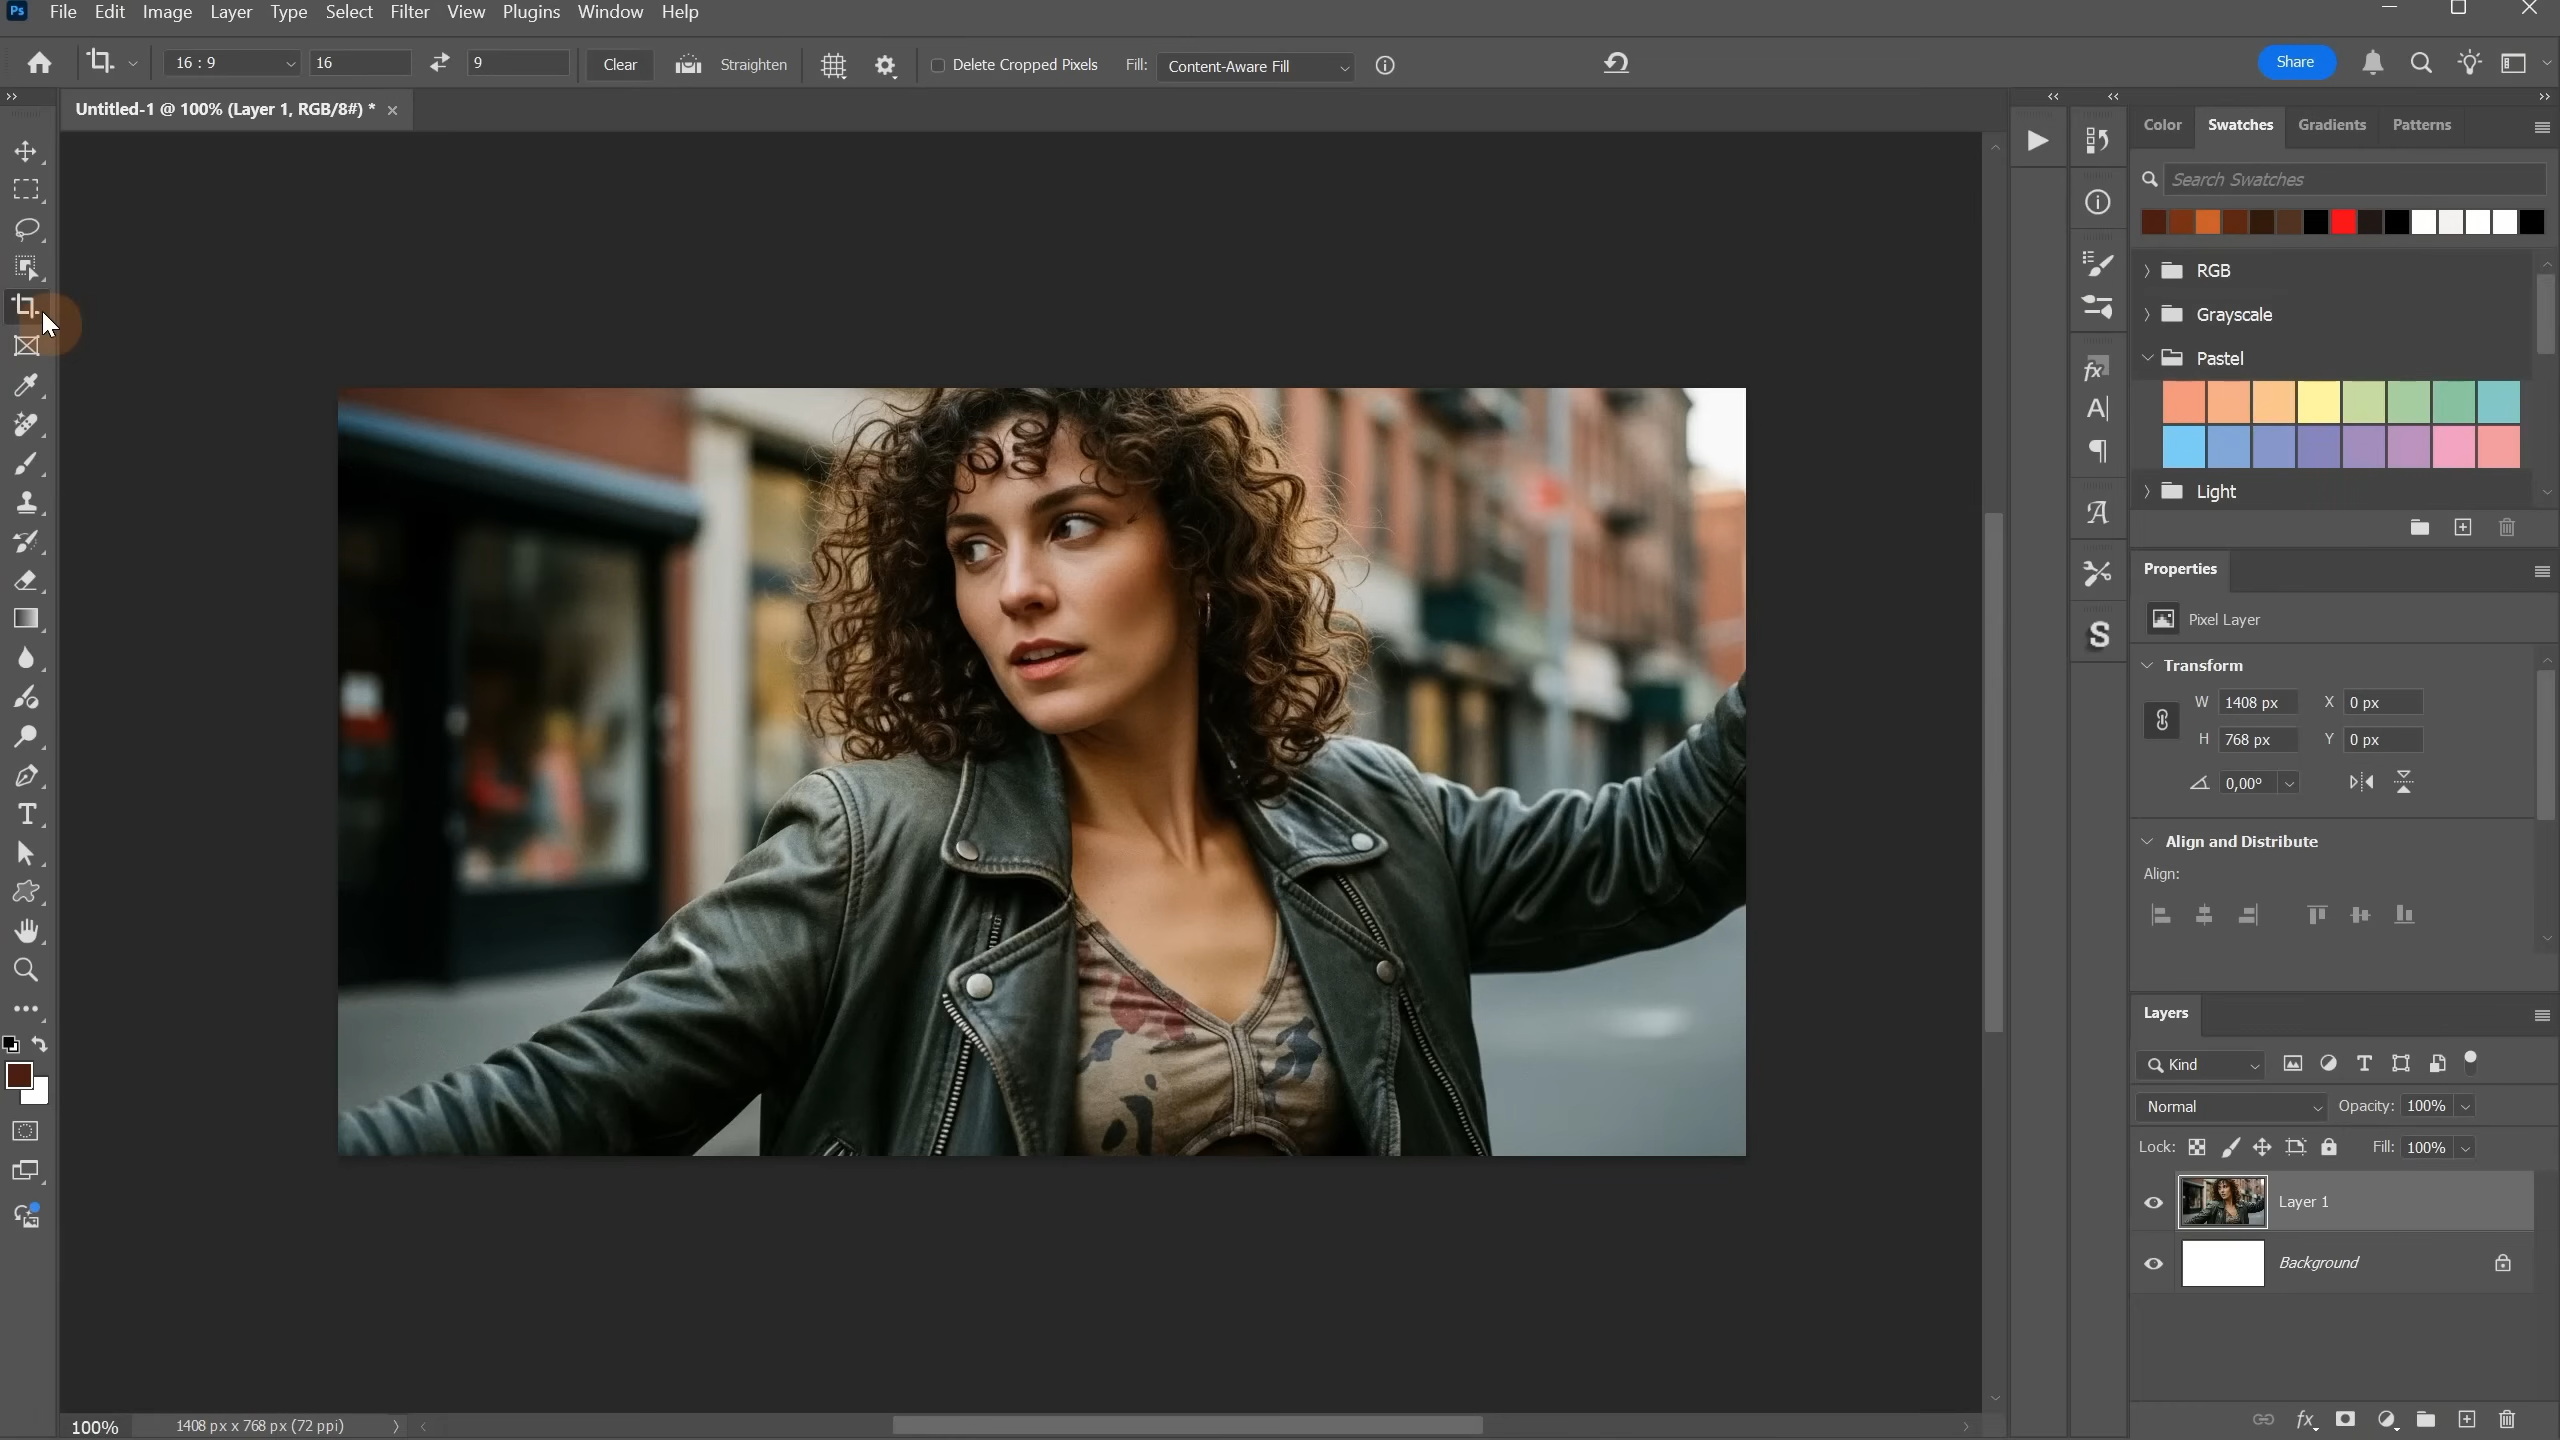 Ps File Edit Image Layer Type Select Filter View Plugins Window Help
16 : 9 16 9 Clear Straighten Delete Cropped Pixels Fill: Content-Aware Fill Share
Untitled-1 @ 100% (Layer 1, RGB/8#) *
Color Swatches Gradients Patterns
Search Swatches
RGB
Grayscale
Pastel
Light
Properties
Pixel Layer
Transform
W 1408 px X 0 px
H 768 px Y 0 px
0,00°
Align and Distribute
Align:
Layers
Kind
Normal Opacity: 100%
Lock: Fill: 100%
Layer 1
Background
100% 1408 px x 768 px (72 ppi)